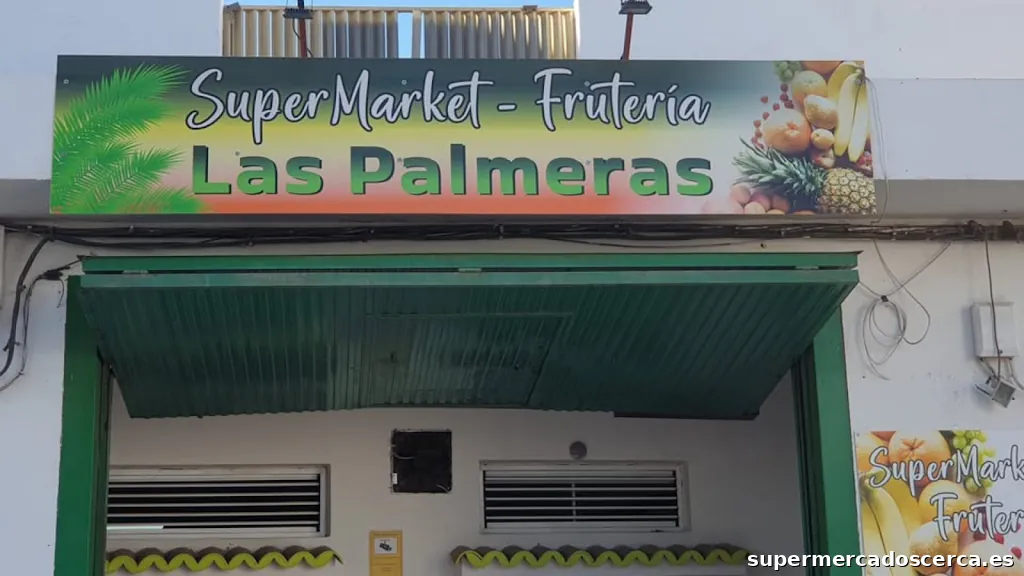 SuperMarket - Frutería
Las Palmeras
SuperMark
Fruter
supermercadoscerca.es